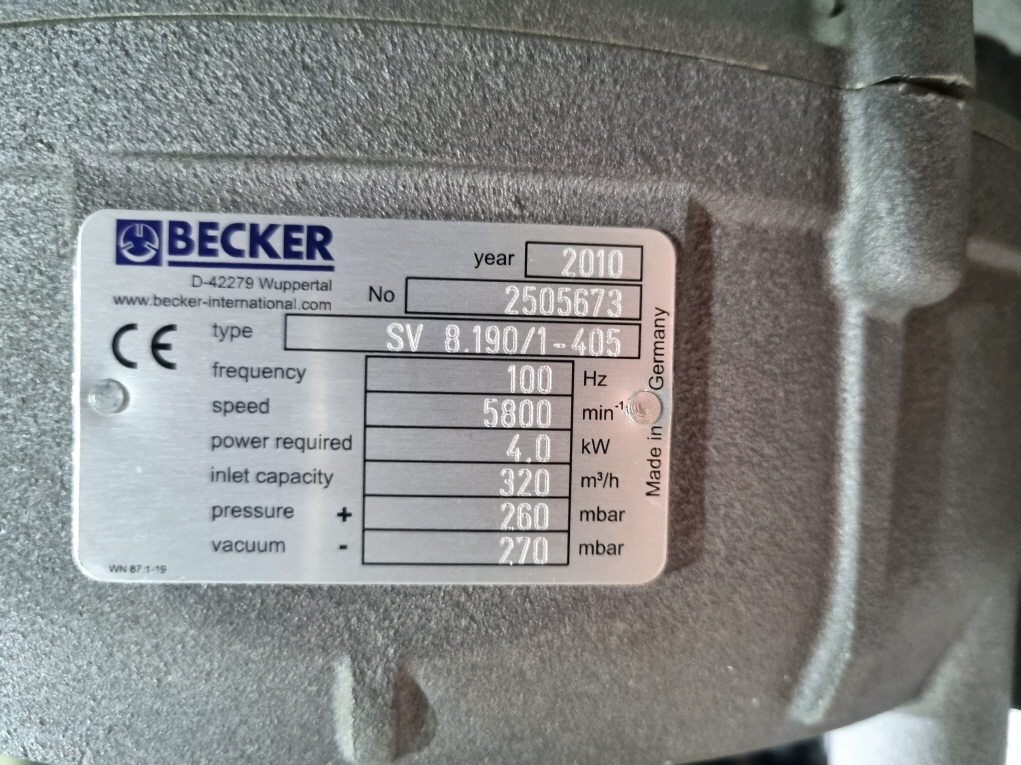 BECKER
D-42279 Wuppertal
www.becker-international.com
year 2010
No 2505673
type SV 8.190/1-405
CE
frequency 100 Hz
speed 5800 min⁻¹
power required 4.0 kW
inlet capacity 320 m³/h
pressure + 260 mbar
vacuum - 270 mbar
WN 87.1-19
Made in Germany